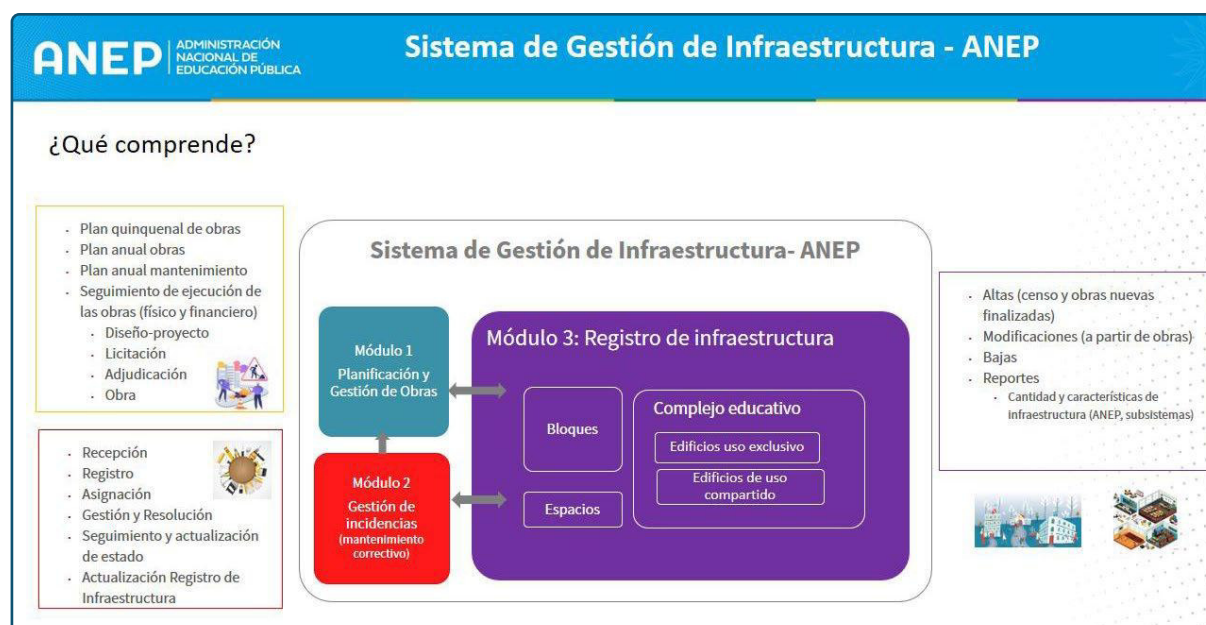 ANEP
ADMINISTRACIÓN
NACIONAL DE
EDUCACIÓN PÚBLICA
Sistema de Gestión de Infraestructura - ANEP
¿Qué comprende?
Plan quinquenal de obras
Plan anual obras
Plan anual mantenimiento
Seguimiento de ejecución de
las obras (físico y financiero)
Diseño-proyecto
Licitación
Adjudicación
Obra
Recepción
Registro
Asignación
Gestión y Resolución
Seguimiento y actualización
de estado
Actualización Registro de
Infraestructura
Sistema de Gestión de Infraestructura- ANEP
Módulo 1
Planificación y
Gestión de Obras
Módulo 2
Gestión de
incidencias
(mantenimiento
correctivo)
Módulo 3: Registro de infraestructura
Bloques
Espacios
Complejo educativo
Edificios uso exclusivo
Edificios de uso
compartido
Altas (censo y obras nuevas
finalizadas)
Modificaciones (a partir de obras)
Bajas
Reportes
Cantidad y características de
infraestructura (ANEP, subsistemas)